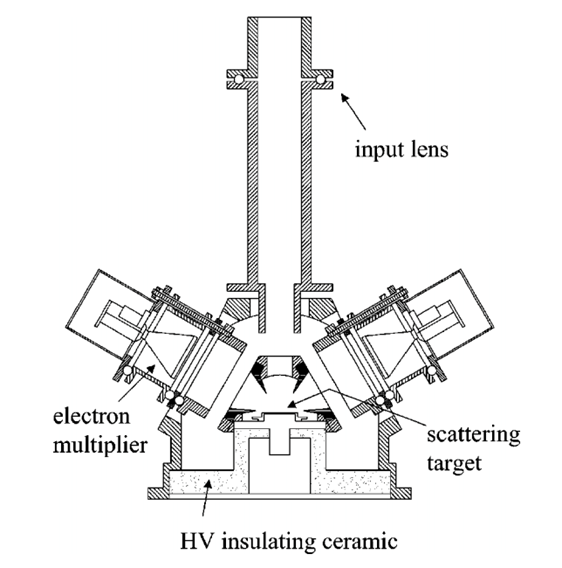 input lens
electron
multiplier
scattering
target
HV insulating ceramic